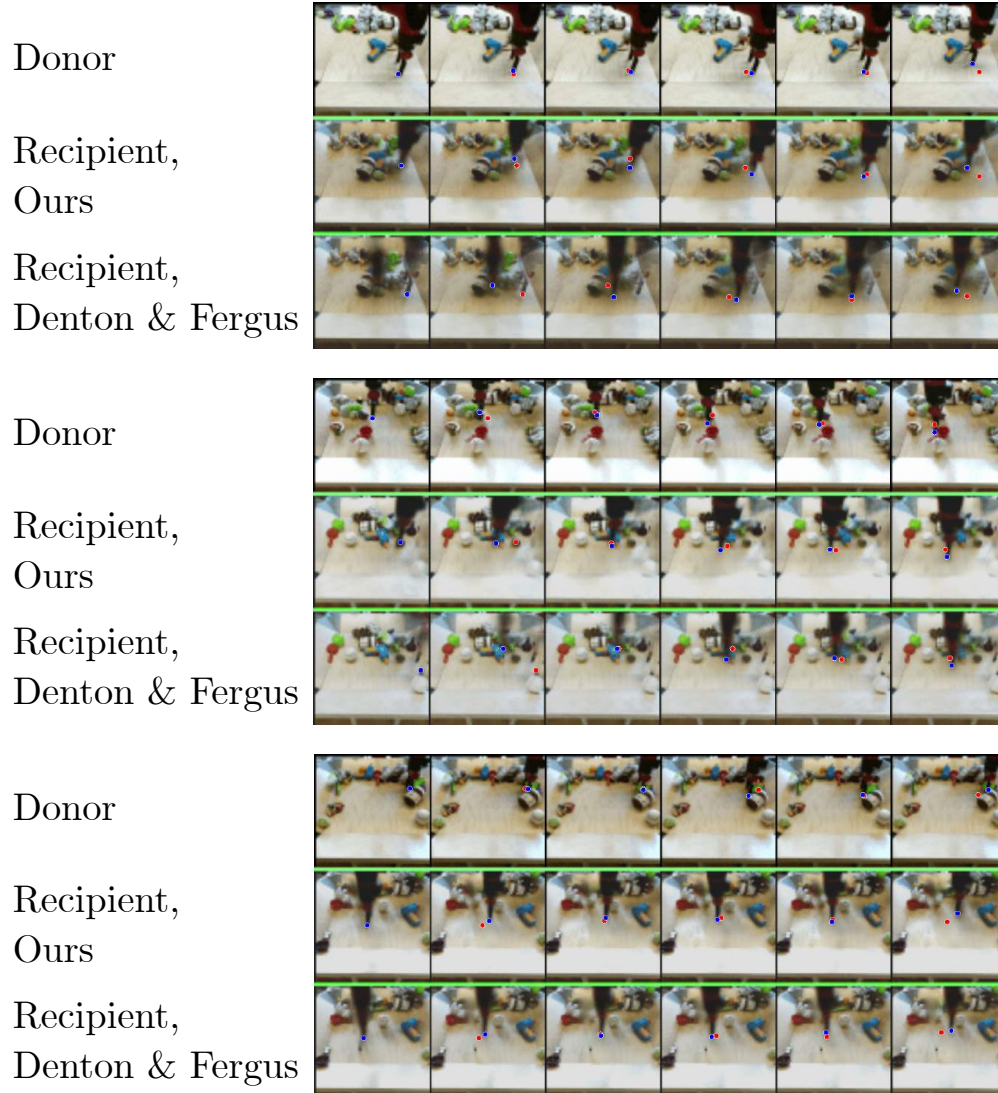 Donor
Recipient,
Ours
Recipient,
Denton & Fergus
Donor
Recipient,
Ours
Recipient,
Denton & Fergus
Donor
Recipient,
Ours
Recipient,
Denton & Fergus